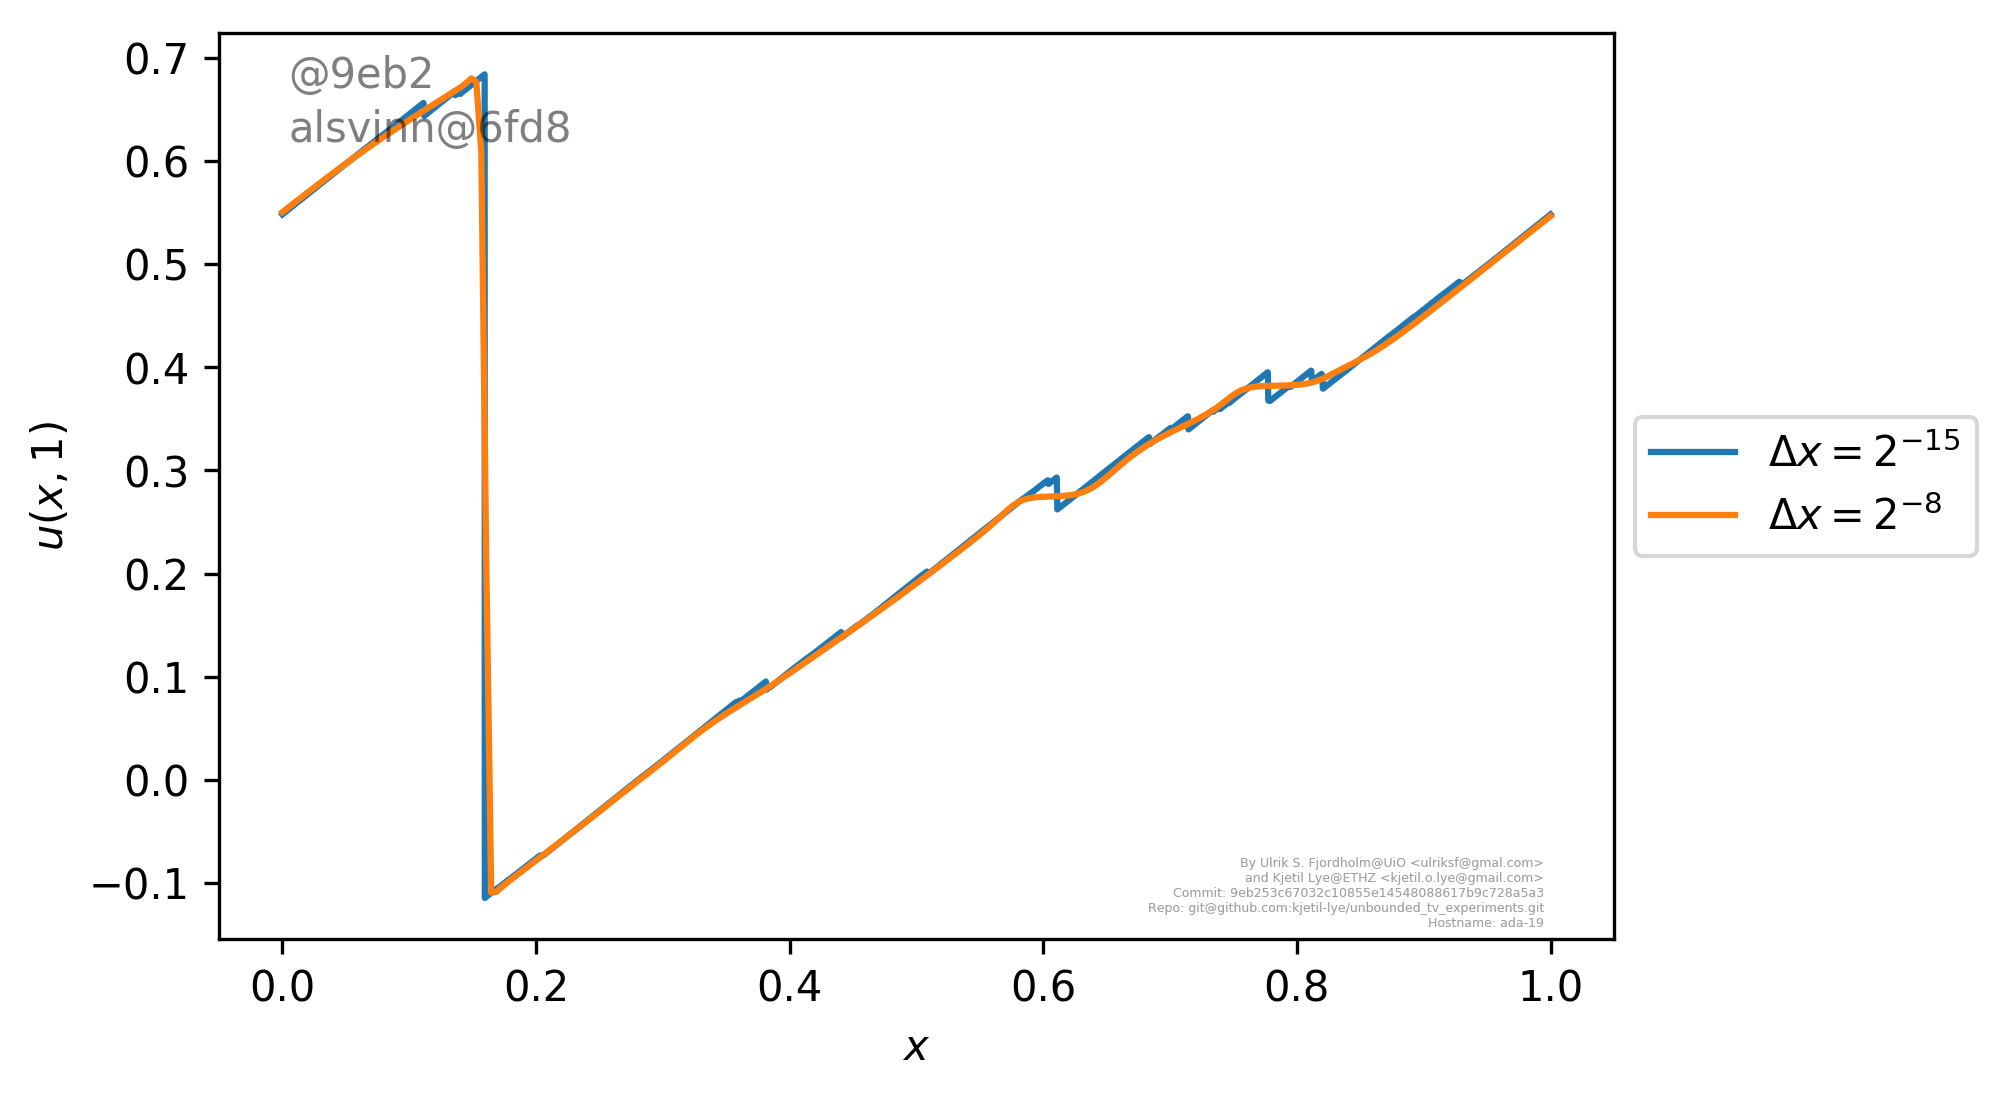 0.7
0.6
0.5
0.4
0.3
0.2
0.1
0.0
−0.1
u(x, 1)
@9eb2
alsvinn@6fd8
Δx = 2⁻¹⁵
Δx = 2⁻⁸
By Ulrik S. Fjordholm@UiO <ulriksf@gmal.com>
and Kjetil Lye@ETHZ <kjetil.o.lye@gmail.com>
Commit: 9eb253c67032c10855e14548088617b9c728a5a3
Repo: git@github.com:kjetil-lye/unbounded_tv_experiments.git
Hostname: ada-19
0.0 0.2 0.4 0.6 0.8 1.0
x